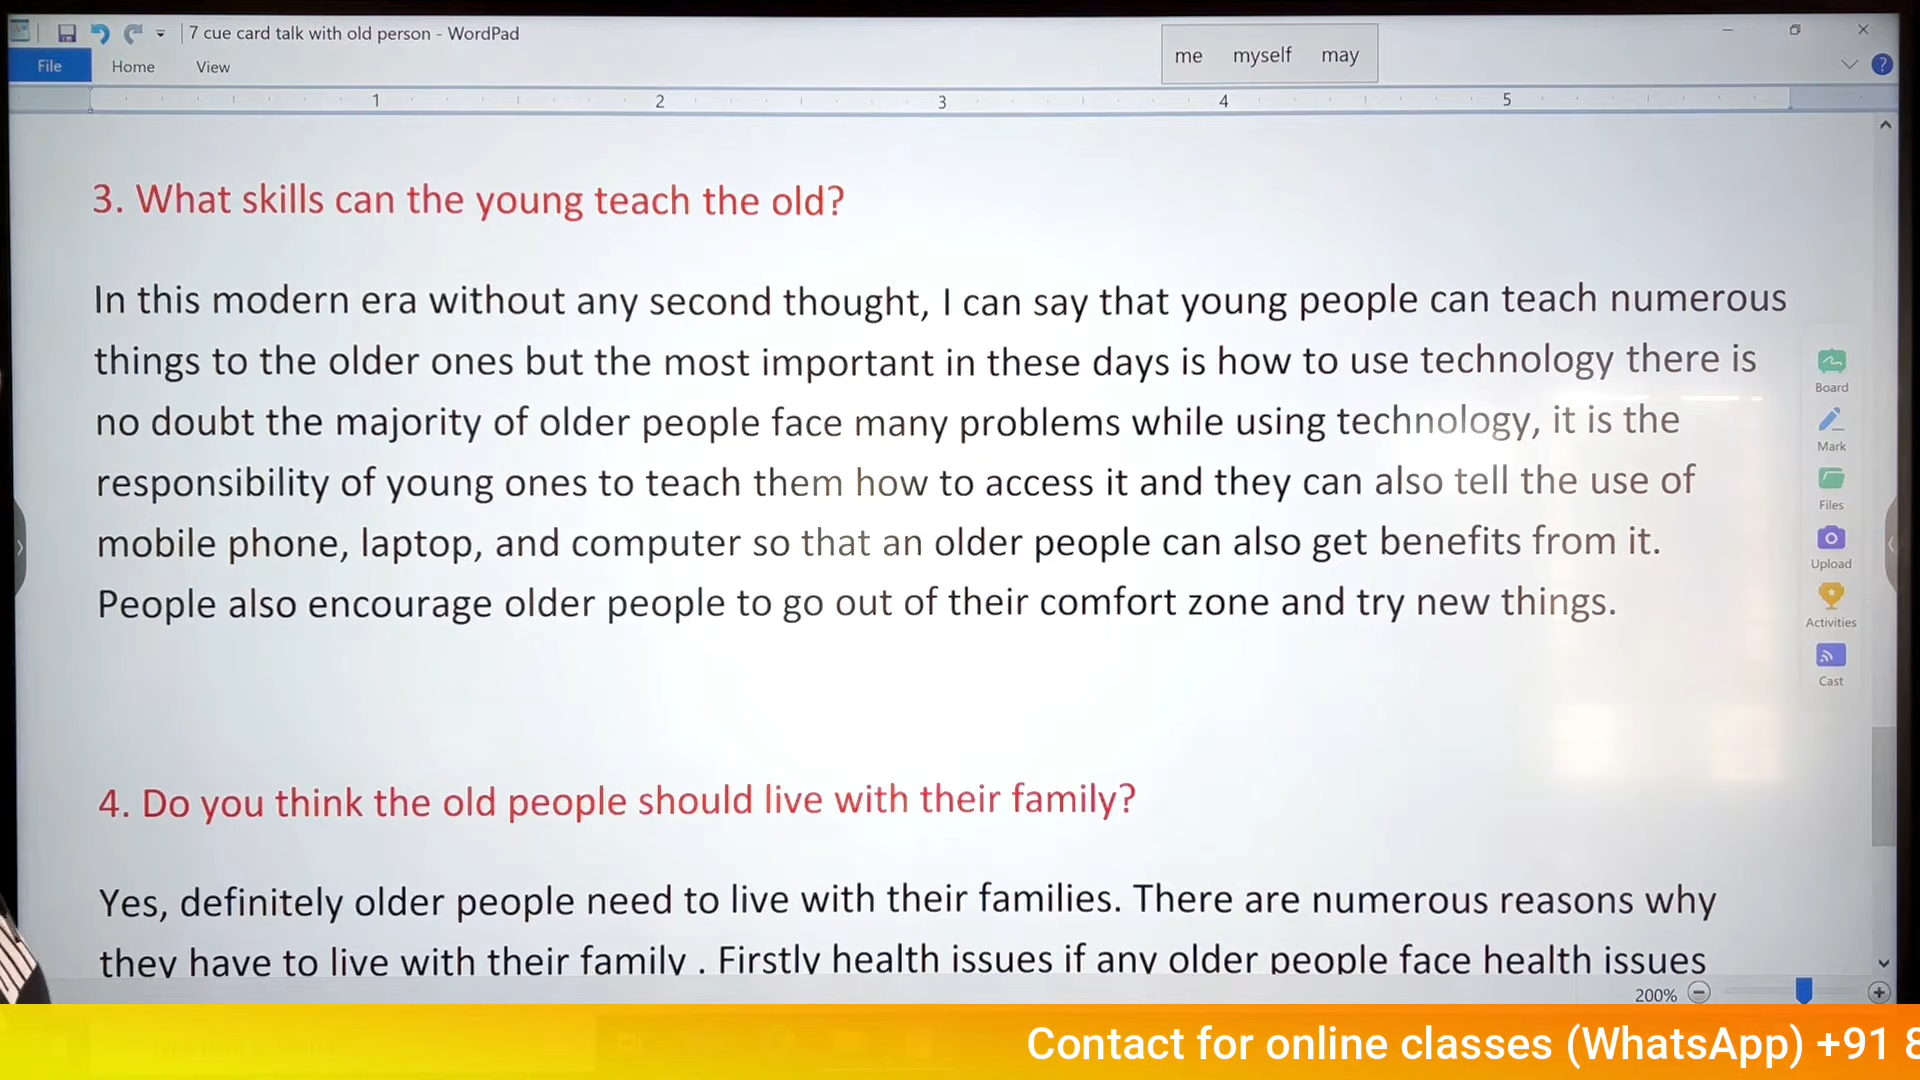 7 cue card talk with old person - WordPad
me myself may
File Home View
1 2 3 4 5
3. What skills can the young teach the old?
In this modern era without any second thought, I can say that young people can teach numerous
things to the older ones but the most important in these days is how to use technology there is
no doubt the majority of older people face many problems while using technology, it is the
responsibility of young ones to teach them how to access it and they can also tell the use of
mobile phone, laptop, and computer so that an older people can also get benefits from it.
People also encourage older people to go out of their comfort zone and try new things.
Board
Mark
Files
Upload
Activities
Cast
4. Do you think the old people should live with their family?
Yes, definitely older people need to live with their families. There are numerous reasons why
they have to live with their family . Firstly health issues if any older people face health issues
200%
Contact for online classes (WhatsApp) +91 8